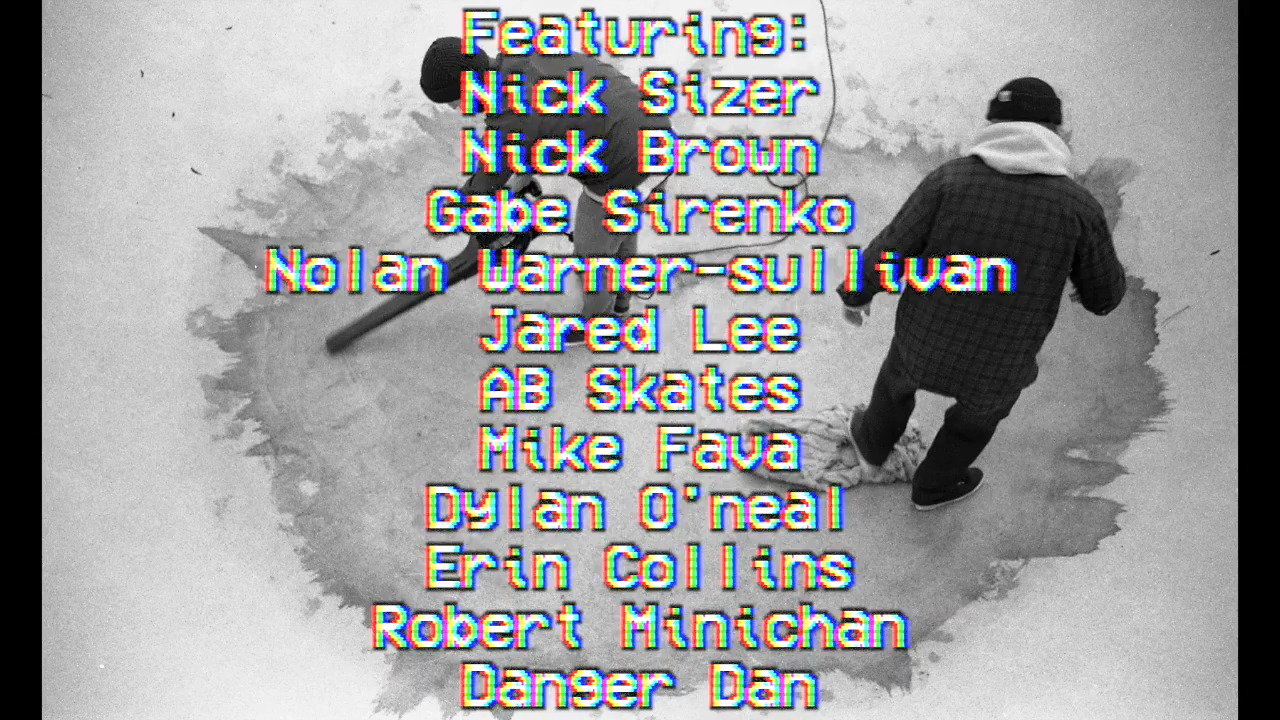 Featuring:
Nick Sizer
Nick Brown
Gabe Sirenko
Nolan Warner-sullivan
Jared Lee
AB Skates
Mike Fava
Dylan O'neal
Erin Collins
Robert Minichan
Danger Dan